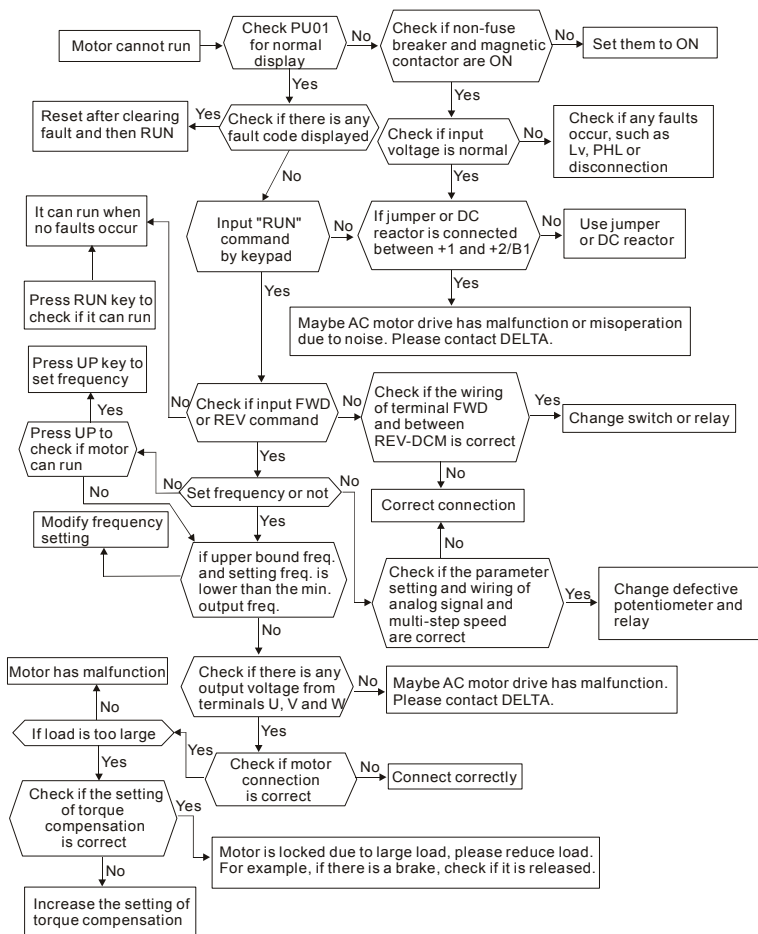 Motor cannot run
Check PU01
for normal
display
No
Check if non-fuse
breaker and magnetic
contactor are ON
No
Set them to ON
Yes
Yes
Reset after clearing
fault and then RUN
Yes
Check if there is any
fault code displayed
Check if input
voltage is normal
No
Check if any faults
occur, such as
Lv, PHL or
disconnection
No
Yes
It can run when
no faults occur
Input "RUN"
command
by keypad
No
If jumper or DC
reactor is connected
between +1 and +2/B1
No
Use jumper
or DC reactor
Press RUN key to
check if it can run
Yes
Yes
Maybe AC motor drive has malfunction or misoperation
due to noise. Please contact DELTA.
Press UP key to
set frequency
No
Check if input FWD
or REV command
No
Check if the wiring
of terminal FWD
and between
REV-DCM is correct
Yes
Change switch or relay
Yes
Press UP to
check if motor
can run
Yes
No
Set frequency or not
No
No
Correct connection
No
Modify frequency
setting
Yes
if upper bound freq.
and setting freq. is
lower than the min.
output freq.
No
Check if the parameter
setting and wiring of
analog signal and
multi-step speed
are correct
Yes
Change defective
potentiometer and
relay
No
Motor has malfunction
Check if there is any
output voltage from
terminals U, V and W
No
Maybe AC motor drive has malfunction.
Please contact DELTA.
No
If load is too large
Yes
Yes
Check if motor
connection
is correct
No
Connect correctly
Yes
Check if the setting
of torque
compensation
is correct
Yes
Motor is locked due to large load, please reduce load.
For example, if there is a brake, check if it is released.
No
Increase the setting of
torque compensation